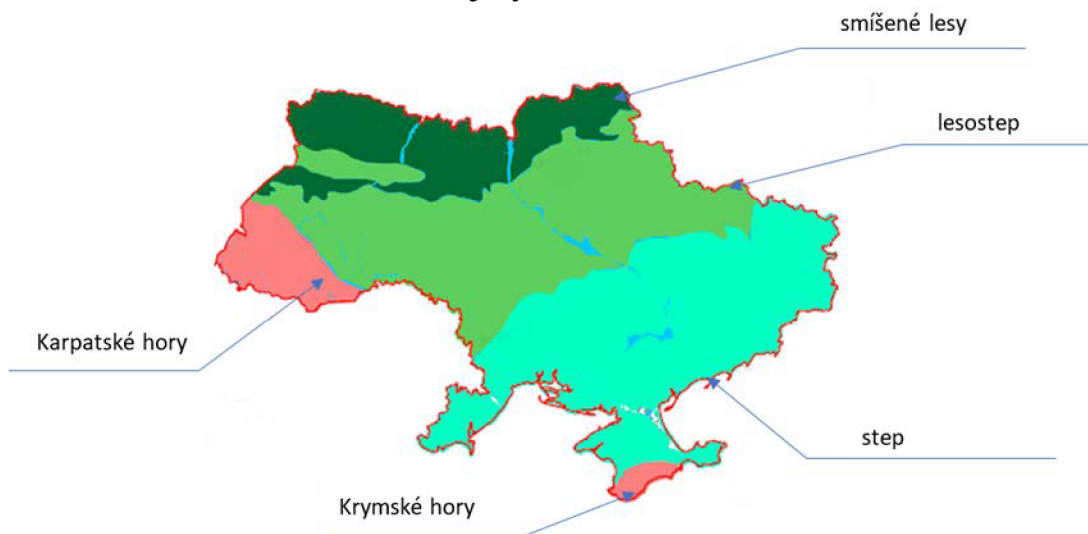 smíšené lesy
lesostep
Karpatské hory
step
Krymské hory